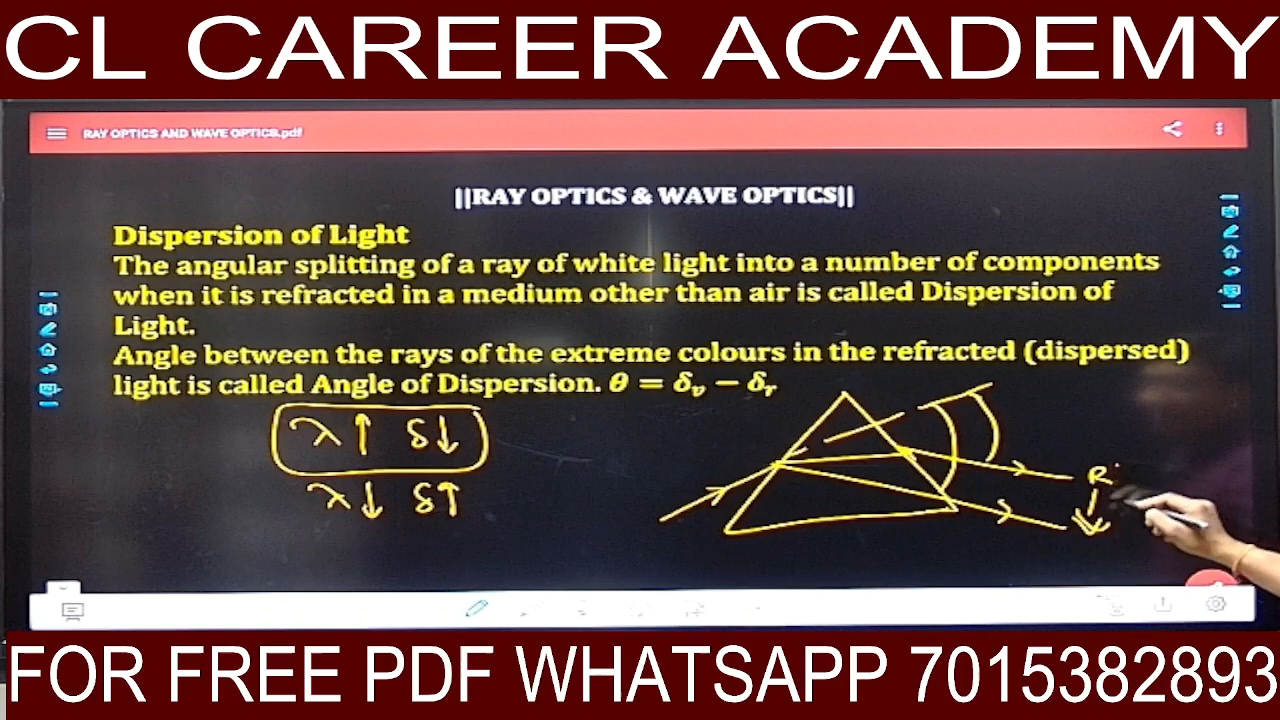 CL CAREER ACADEMY
RAY OPTICS AND WAVE OPTICS.pdf
||RAY OPTICS & WAVE OPTICS||
Dispersion of Light
The angular splitting of a ray of white light into a number of components
when it is refracted in a medium other than air is called Dispersion of
Light.
Angle between the rays of the extreme colours in the refracted (dispersed)
light is called Angle of Dispersion. θ = δᵥ − δᵣ
λ↑ δ↓
λ↓ δ↑
R
FOR FREE PDF WHATSAPP 7015382893